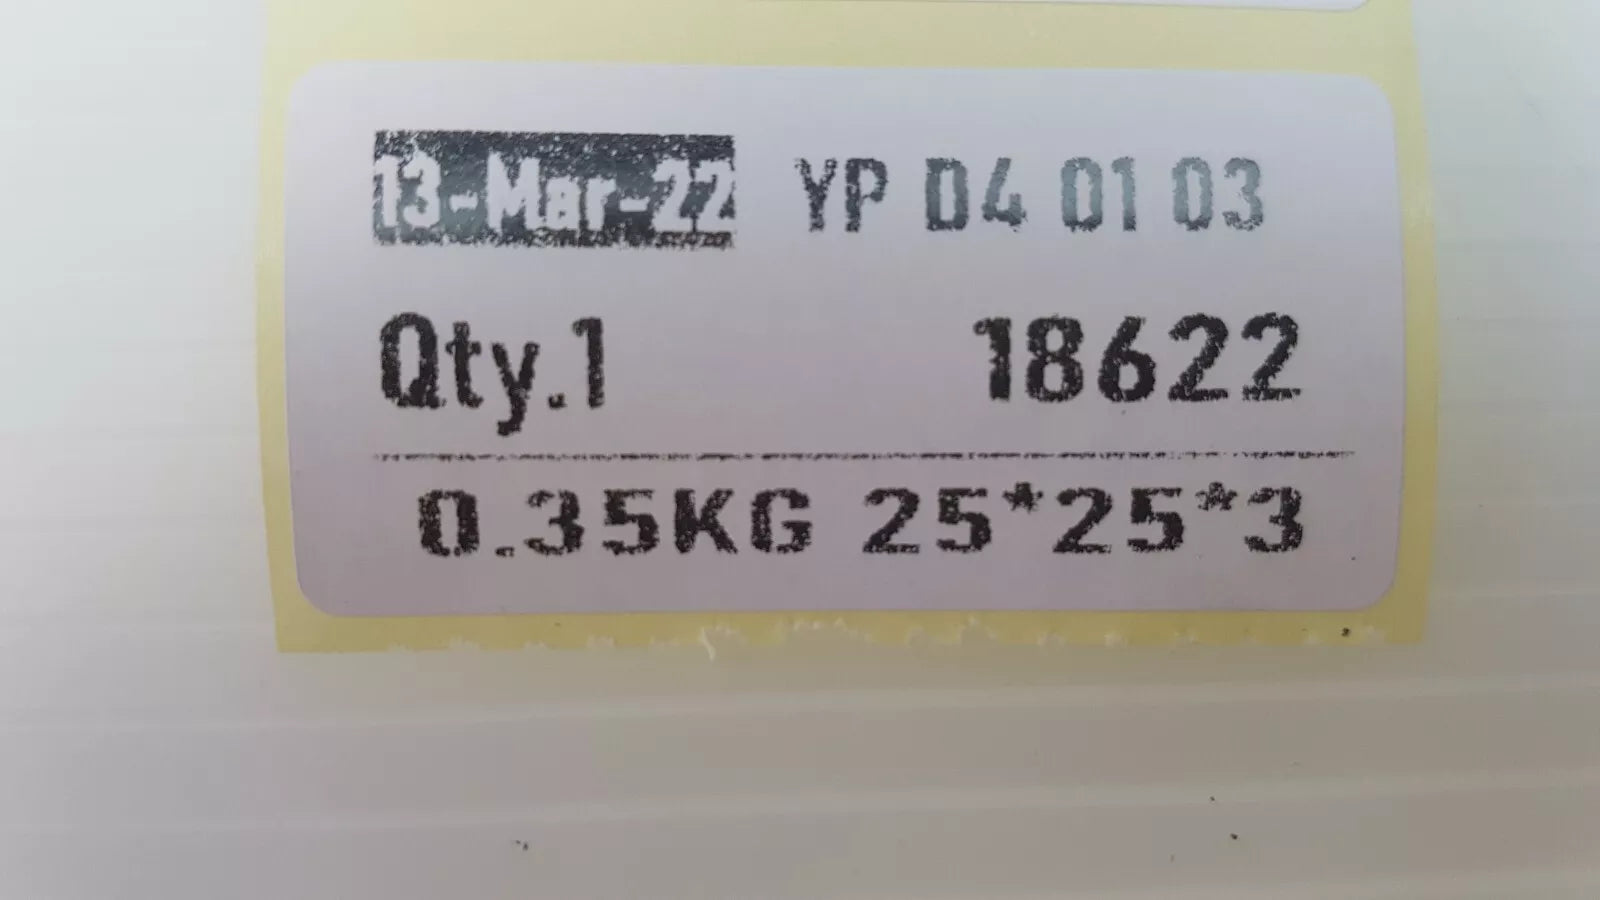 13-Mar-22 YP D4 01 03
Qty.1 18622
0.35KG 25*25*3